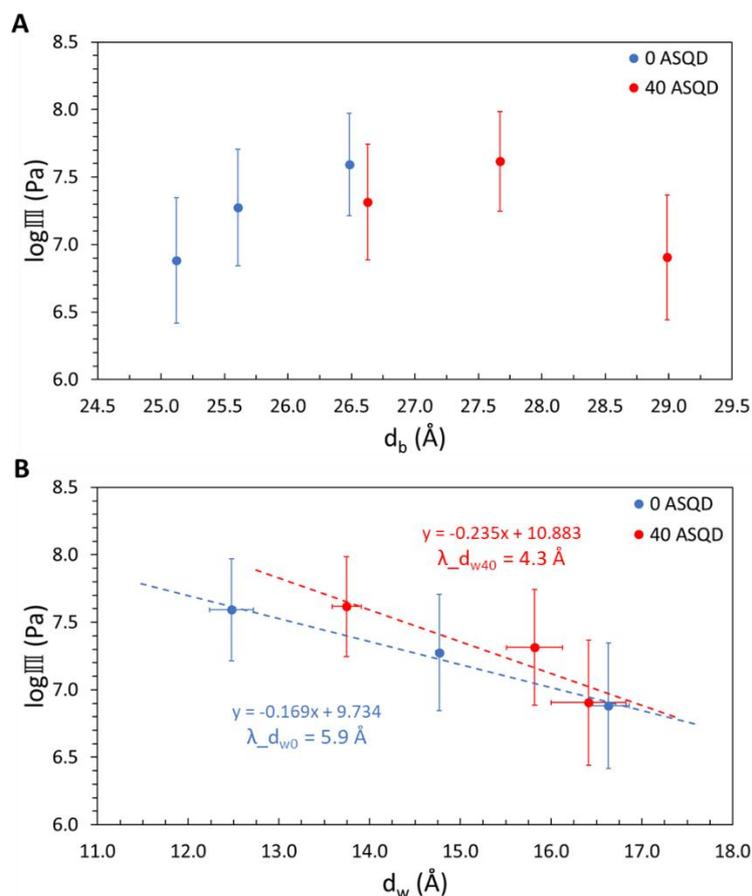 A
8.5
8.0
7.5
7.0
6.5
6.0
logℿ (Pa)
0 ASQD
40 ASQD
24.5 25.0 25.5 26.0 26.5 27.0 27.5 28.0 28.5 29.0 29.5
d_b (Å)
B
8.5
8.0
7.5
7.0
6.5
6.0
logℿ (Pa)
0 ASQD
40 ASQD
y = -0.235x + 10.883
λ_d_w40 = 4.3 Å
y = -0.169x + 9.734
λ_d_w0 = 5.9 Å
11.0 12.0 13.0 14.0 15.0 16.0 17.0 18.0
d_w (Å)